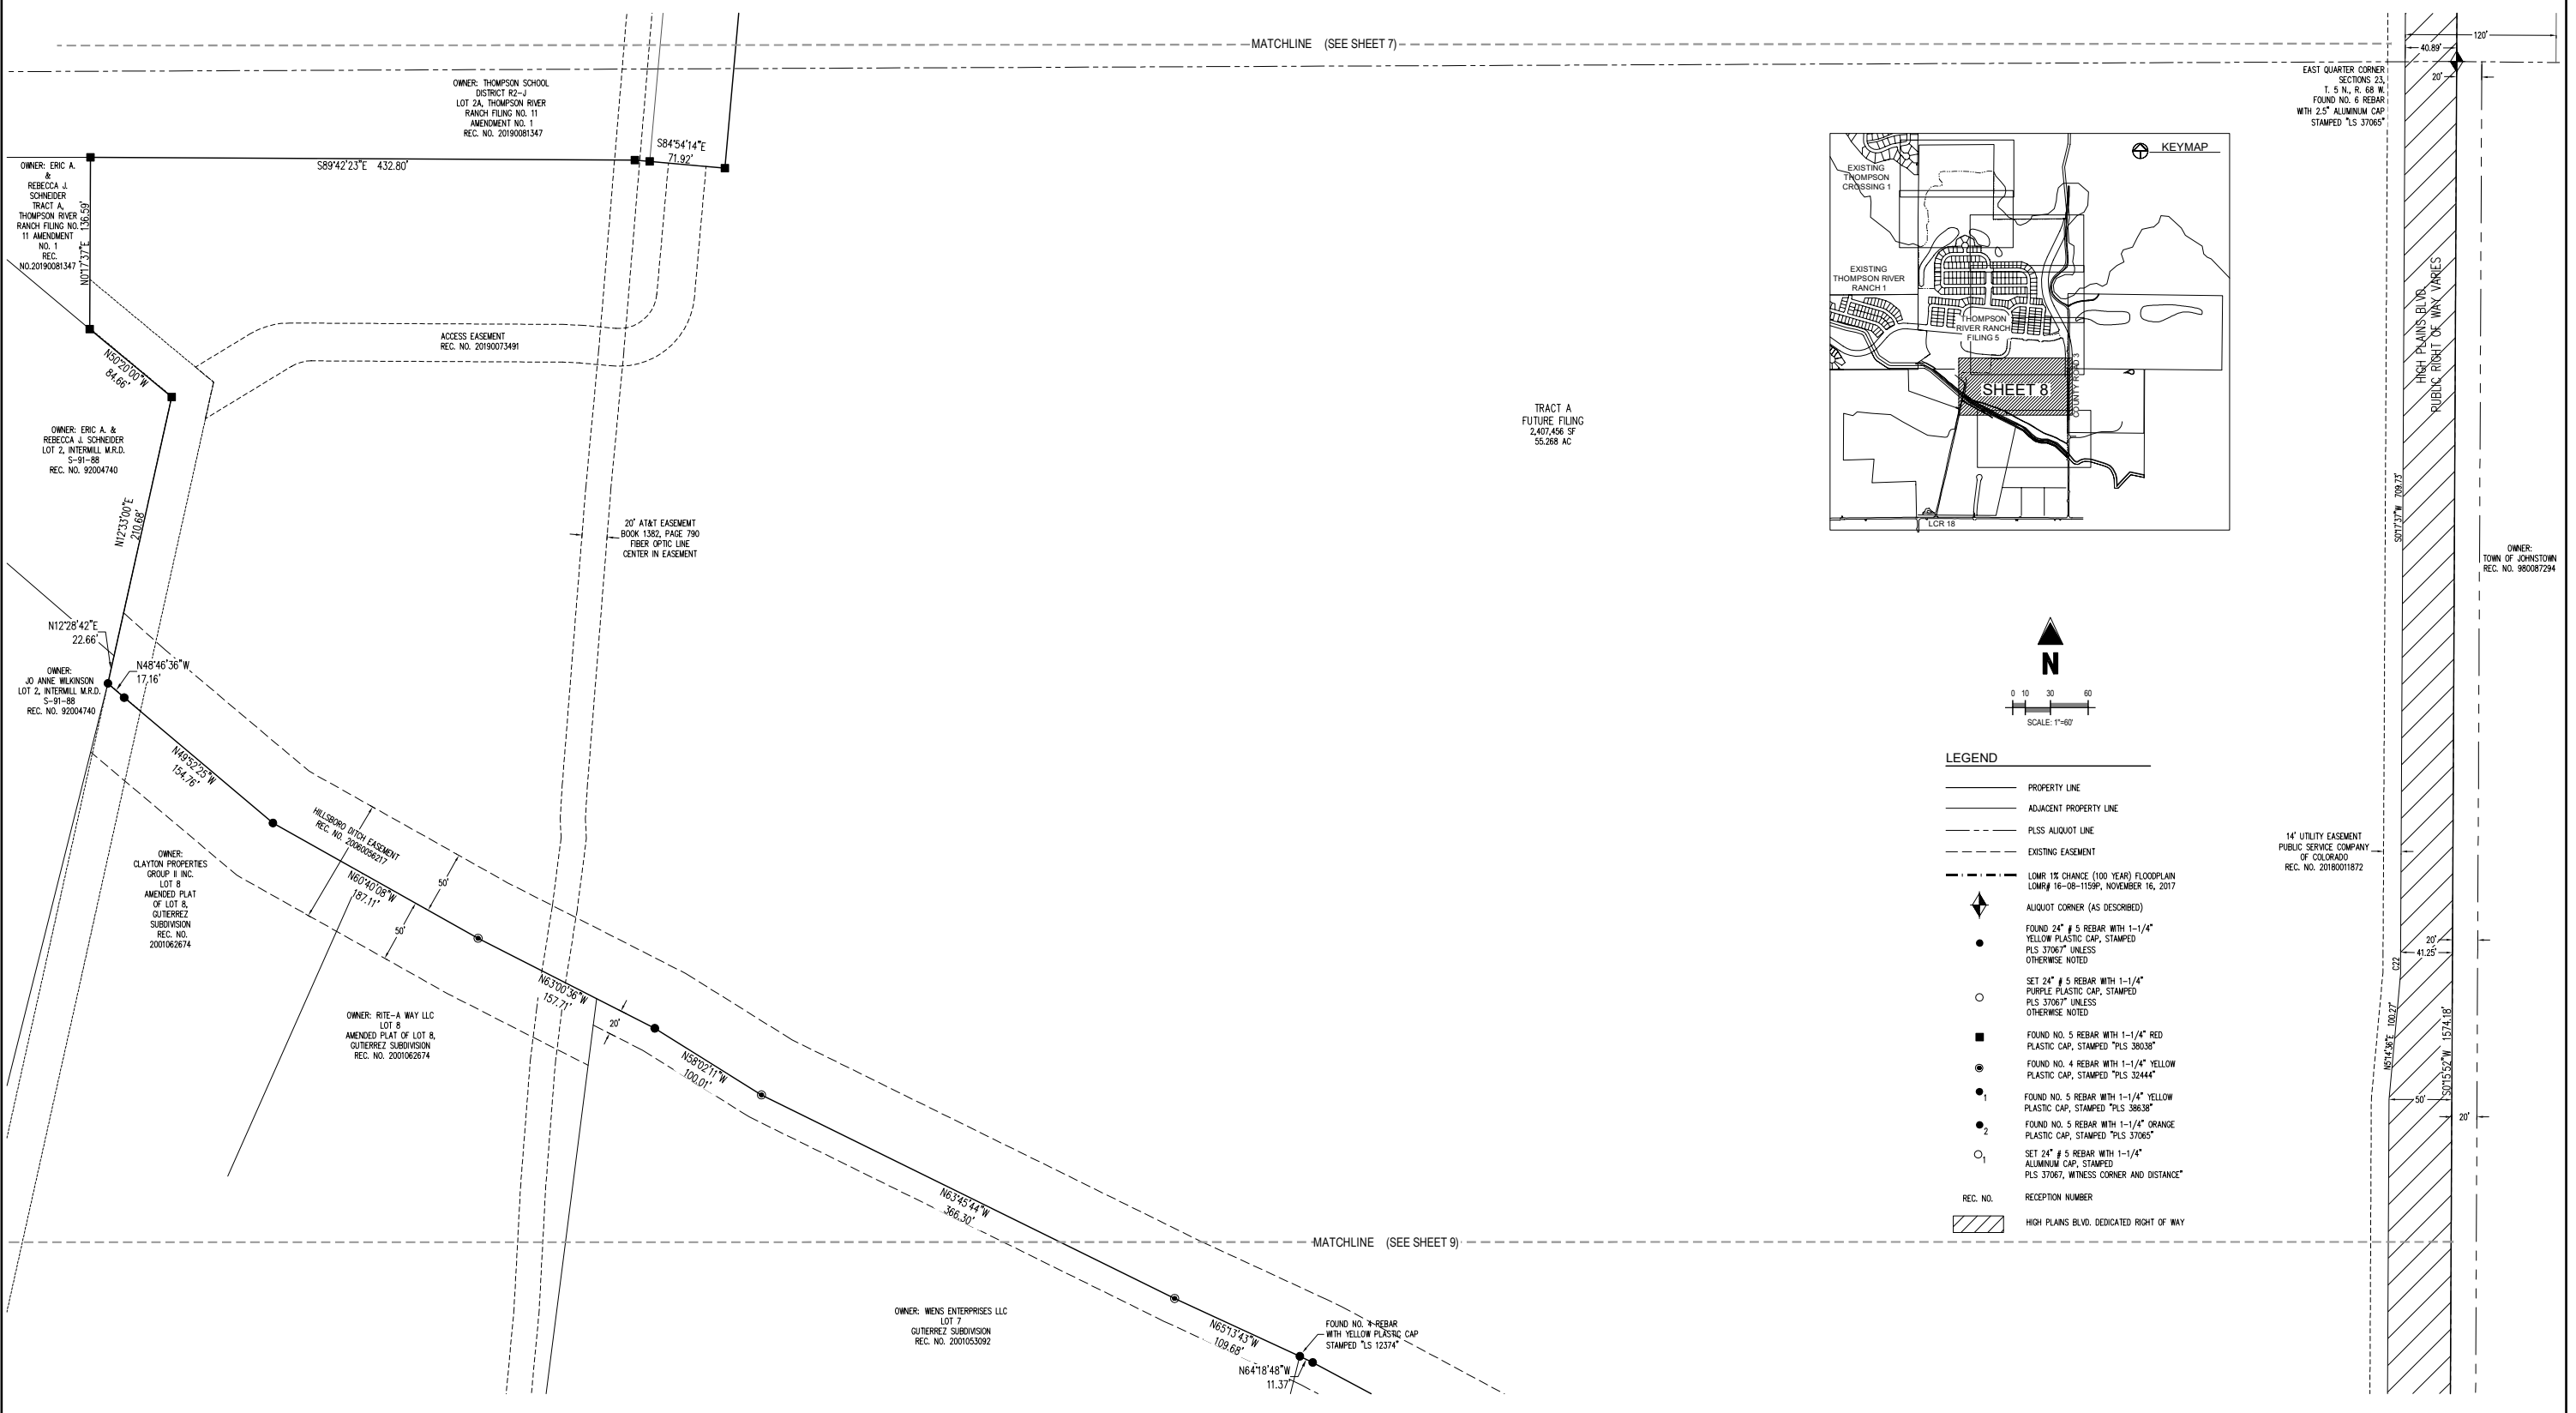 MATCHLINE (SEE SHEET 7)
120'
40.89'
20'
EAST QUARTER CORNER
SECTIONS 23,
T. 5 N., R. 68 W.
FOUND NO. 6 REBAR
WITH 2.5" ALUMINUM CAP
STAMPED "LS 37065"
OWNER: THOMPSON SCHOOL
DISTRICT R2-J
LOT 2A, THOMPSON RIVER
RANCH FILING NO. 11
AMENDMENT NO. 1
REC. NO. 20190081347
S84°54'14"E
71.92'
S89°42'23"E 432.80'
OWNER: ERIC A.
&
REBECCA J.
SCHNEIDER
TRACT A,
THOMPSON RIVER
RANCH FILING NO.
11 AMENDMENT
NO. 1
REC.
NO.20190081347
N0°17'37"E 136.59'
ACCESS EASEMENT
REC. NO. 20190073491
N50°20'00"W
84.66'
OWNER: ERIC A. &
REBECCA J. SCHNEIDER
LOT 2, INTERMILL M.R.D.
S-91-88
REC. NO. 92004740
N12°33'00"E
210.68'
20' AT&T EASEMEMT
BOOK 1382, PAGE 790
FIBER OPTIC LINE
CENTER IN EASEMENT
TRACT A
FUTURE FILING
2,407,456 SF
55.268 AC
KEYMAP
EXISTING
THOMPSON
CROSSING 1
EXISTING
THOMPSON RIVER
RANCH 1
THOMPSON
RIVER RANCH
FILING 5
SHEET 8
COUNTY ROAD 3
LCR 18
HIGH PLAINS BLVD.
PUBLIC RIGHT OF WAY VARIES
S0°17'37"W 709.73'
OWNER:
TOWN OF JOHNSTOWN
REC. NO. 980087294
N12°28'42"E
22.66'
N48°46'36"W
17.16'
OWNER:
JO ANNE WILKINSON
LOT 2, INTERMILL M.R.D.
S-91-88
REC. NO. 92004740
N49°52'25"W
154.76'
HILLSBORO DITCH EASEMENT
REC. NO. 20060056217
OWNER:
CLAYTON PROPERTIES
GROUP II INC.
LOT 8
AMENDED PLAT
OF LOT 8,
GUTIERREZ
SUBDIVISION
REC. NO.
2001062674
N60°40'08"W
187.11'
50'
50'
N63°00'36"W
157.71'
20'
OWNER: RITE-A WAY LLC
LOT 8
AMENDED PLAT OF LOT 8,
GUTIERREZ SUBDIVISION
REC. NO. 2001062674
N58°02'11"W
100.01'
N63°45'44"W
366.30'
N
0 10 30 60
SCALE: 1"=60'
LEGEND
PROPERTY LINE
ADJACENT PROPERTY LINE
PLSS ALIQUOT LINE
EXISTING EASEMENT
LOMR 1% CHANCE (100 YEAR) FLOODPLAIN
LOMR# 16-08-1159P, NOVEMBER 16, 2017
ALIQUOT CORNER (AS DESCRIBED)
FOUND 24" # 5 REBAR WITH 1-1/4"
YELLOW PLASTIC CAP, STAMPED
PLS 37067" UNLESS
OTHERWISE NOTED
SET 24" # 5 REBAR WITH 1-1/4"
PURPLE PLASTIC CAP, STAMPED
PLS 37067" UNLESS
OTHERWISE NOTED
FOUND NO. 5 REBAR WITH 1-1/4" RED
PLASTIC CAP, STAMPED "PLS 38038"
FOUND NO. 4 REBAR WITH 1-1/4" YELLOW
PLASTIC CAP, STAMPED "PLS 32444"
1 FOUND NO. 5 REBAR WITH 1-1/4" YELLOW
PLASTIC CAP, STAMPED "PLS 38638"
2 FOUND NO. 5 REBAR WITH 1-1/4" ORANGE
PLASTIC CAP, STAMPED "PLS 37065"
1 SET 24" # 5 REBAR WITH 1-1/4"
ALUMINUM CAP, STAMPED
PLS 37067, WITNESS CORNER AND DISTANCE"
REC. NO. RECEPTION NUMBER
HIGH PLAINS BLVD. DEDICATED RIGHT OF WAY
14' UTILITY EASEMENT
PUBLIC SERVICE COMPANY
OF COLORADO
REC. NO. 20180011872
20'
41.25'
C22
N5°14'36"E 100.27'
S0°15'52"W 1574.18'
50'
20'
MATCHLINE (SEE SHEET 9)
OWNER: WIENS ENTERPRISES LLC
LOT 7
GUTIERREZ SUBDIVISION
REC. NO. 2001053092
N65°13'43"W
109.68'
FOUND NO. 4 REBAR
WITH YELLOW PLASTIC CAP
STAMPED "LS 12374"
N64°18'48"W
11.37'